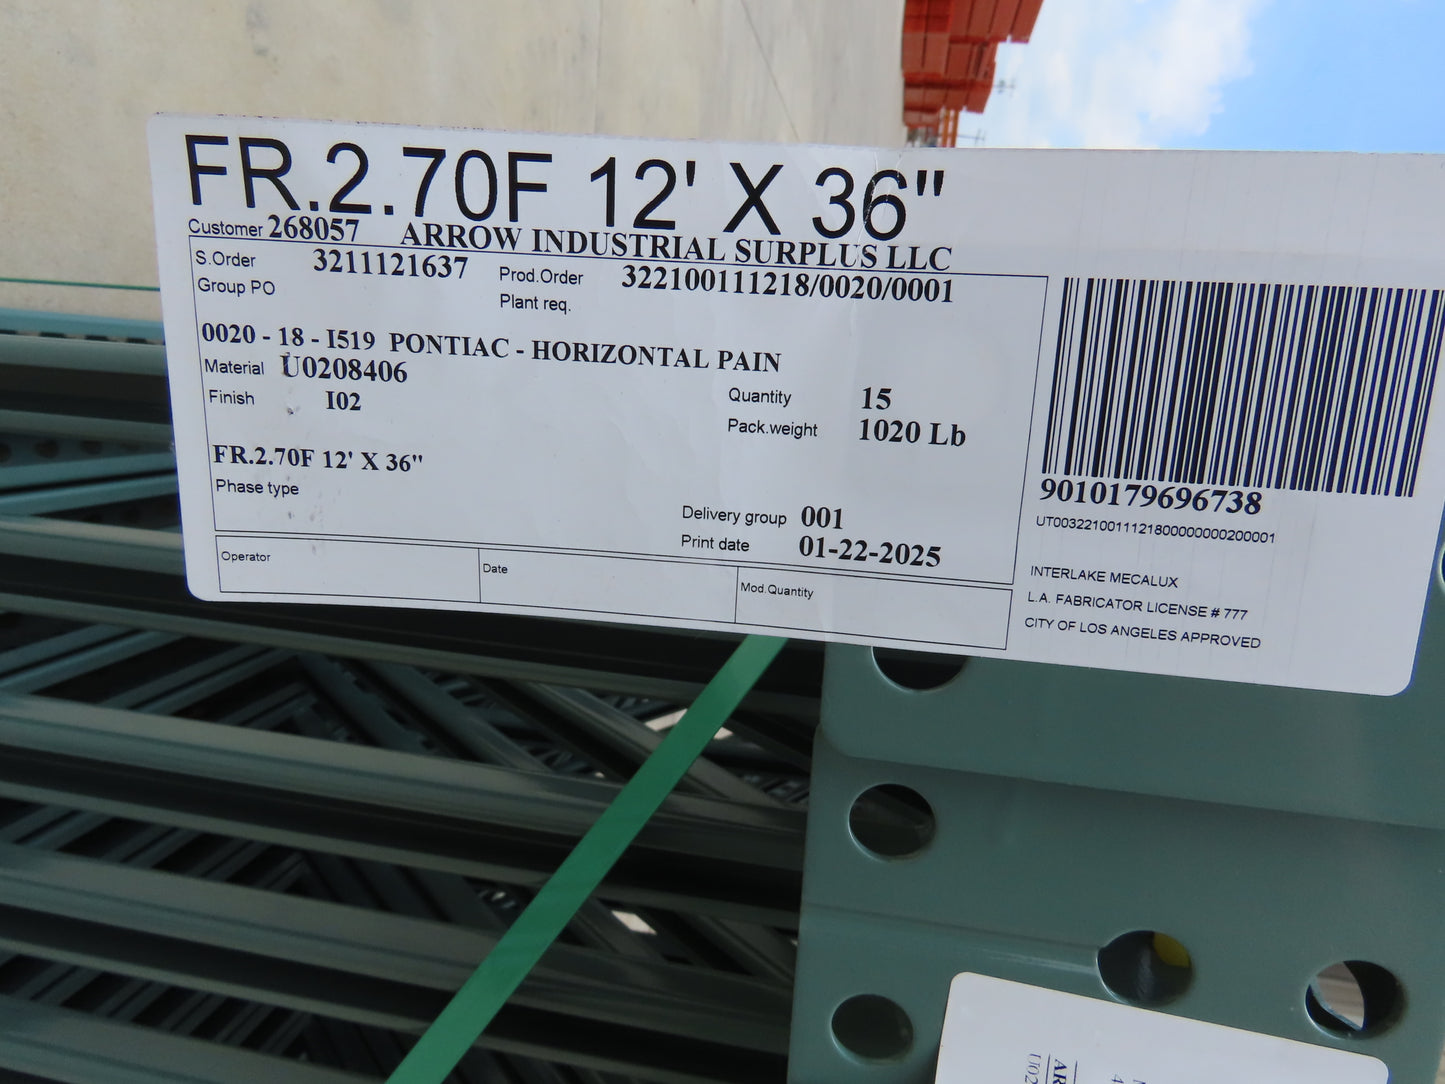 FR.2.70F 12' X 36"
Customer 268057 ARROW INDUSTRIAL SURPLUS LLC
S.Order 3211121637 Prod.Order 322100111218/0020/0001
Group PO Plant req.
0020 - 18 - I519 PONTIAC - HORIZONTAL PAIN
Material U0208406
Finish I02
Quantity 15
Pack.weight 1020 Lb
FR.2.70F 12' X 36"
Phase type
Delivery group 001
Print date 01-22-2025
Operator Date Mod.Quantity
9010179696738
UT00322100111218000000000200001
INTERLAKE MECALUX
L.A. FABRICATOR LICENSE # 777
CITY OF LOS ANGELES APPROVED